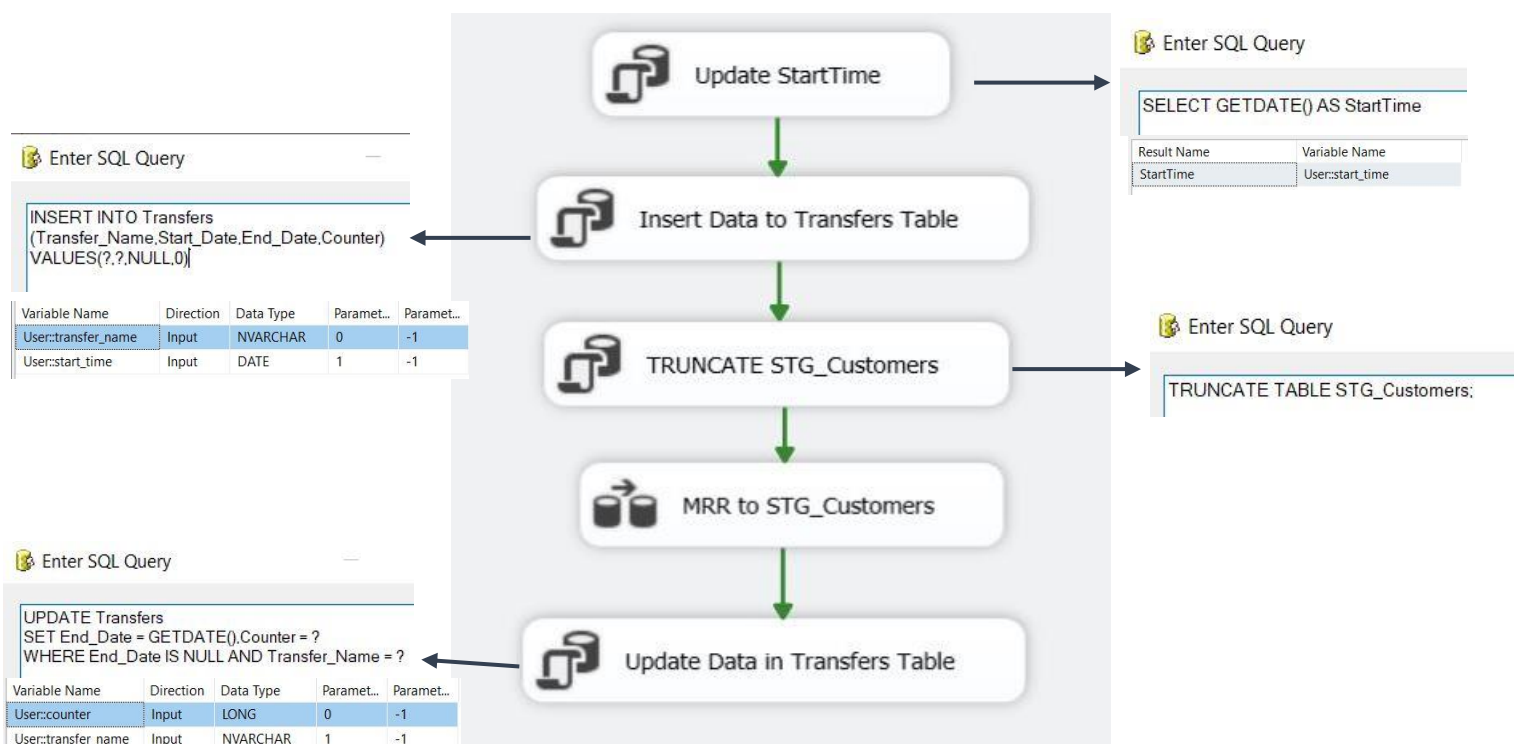 Update StartTime
Enter SQL Query
SELECT GETDATE() AS StartTime
Result Name Variable Name
StartTime User::start_time
Enter SQL Query
INSERT INTO Transfers
(Transfer_Name,Start_Date,End_Date,Counter)
VALUES(?,?,NULL,0)
Variable Name Direction Data Type Paramet... Paramet...
User::transfer_name Input NVARCHAR 0 -1
User::start_time Input DATE 1 -1
Insert Data to Transfers Table
TRUNCATE STG_Customers
Enter SQL Query
TRUNCATE TABLE STG_Customers;
MRR to STG_Customers
Enter SQL Query
UPDATE Transfers
SET End_Date = GETDATE(),Counter = ?
WHERE End_Date IS NULL AND Transfer_Name = ?
Variable Name Direction Data Type Paramet... Paramet...
User::counter Input LONG 0 -1
User::transfer_name Input NVARCHAR 1 -1
Update Data in Transfers Table